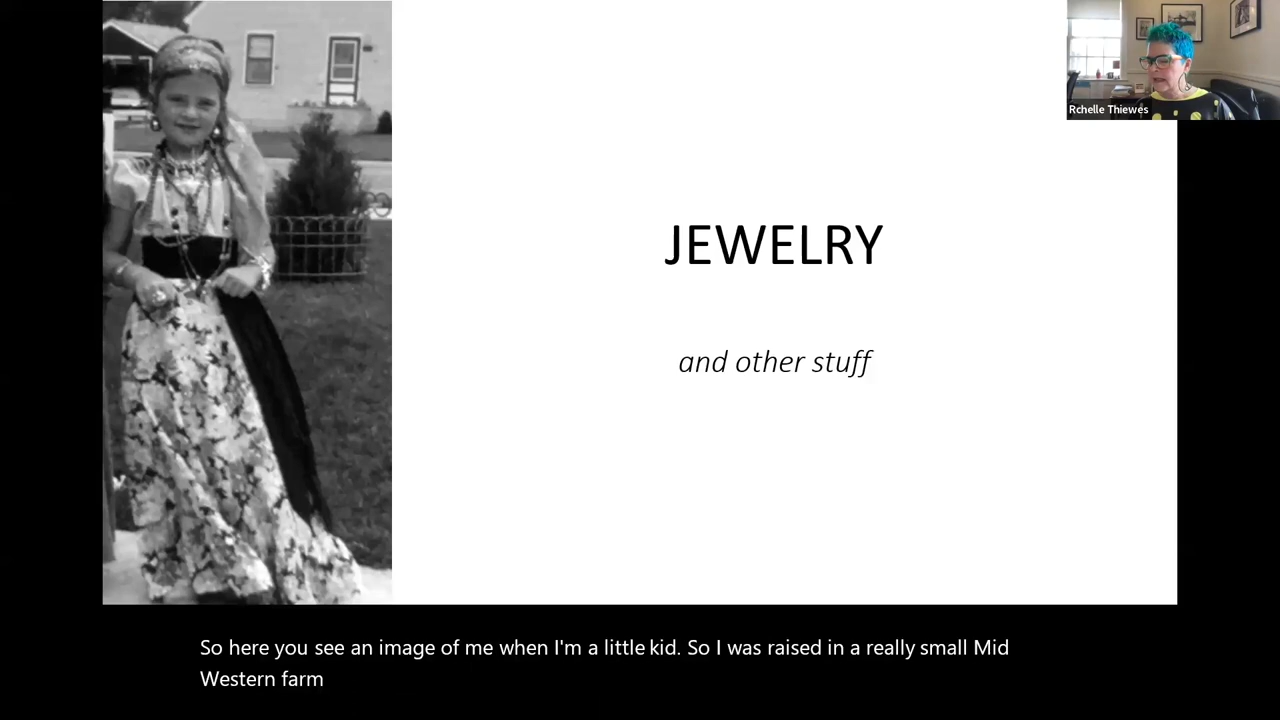 Rchelle Thiewes
JEWELRY
and other stuff
So here you see an image of me when I'm a little kid. So I was raised in a really small Mid
Western farm